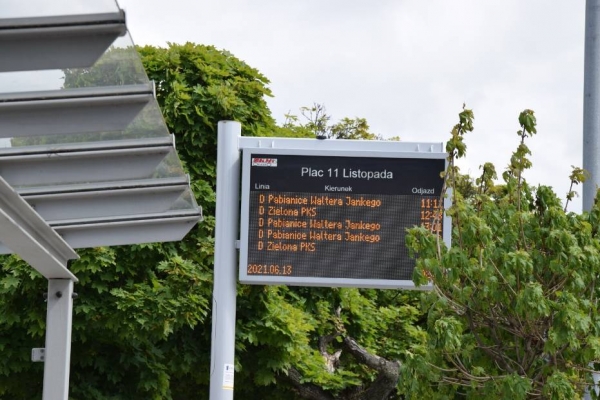 Plac 11 Listopada
Linia Kierunek Odjazd
D Pabianice Waltera Jankego
D Zielona PKS
D Pabianice Waltera Jankego
D Pabianice Waltera Jankego
D Zielona PKS
2021.06.13